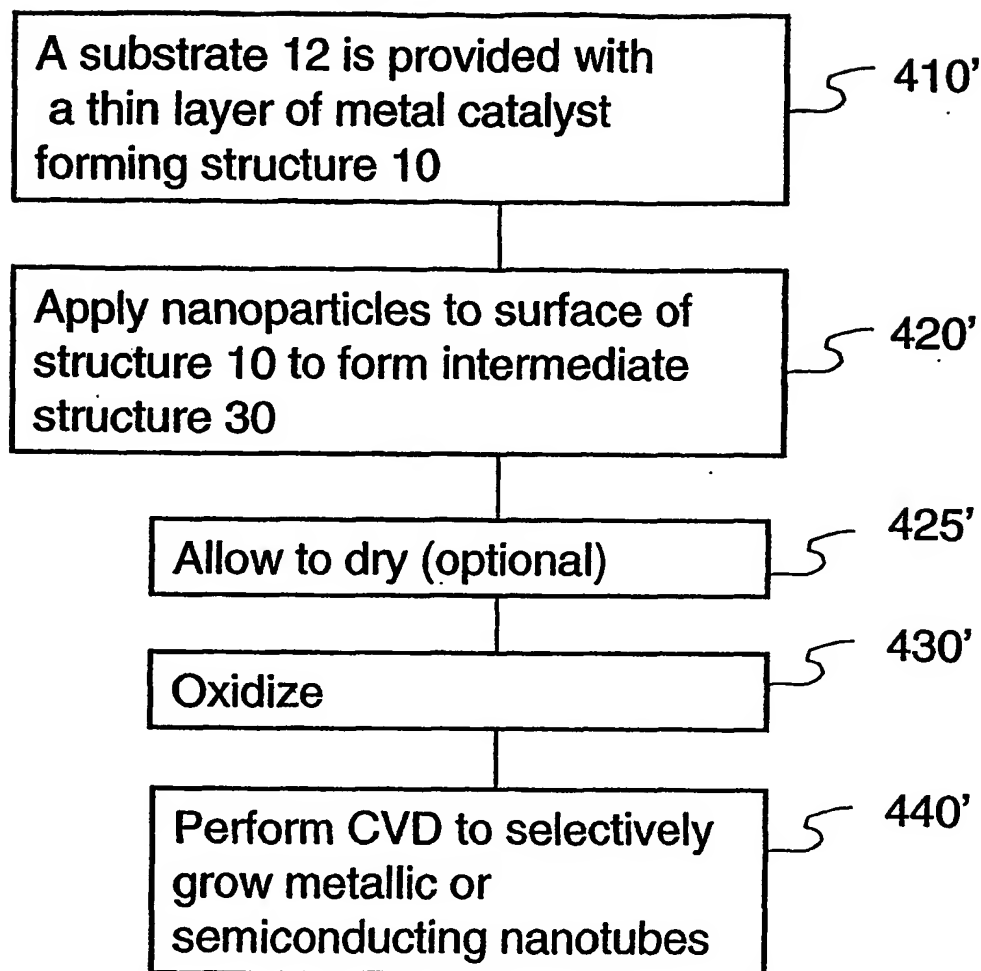 A substrate 12 is provided with
a thin layer of metal catalyst
forming structure 10
410'
Apply nanoparticles to surface of
structure 10 to form intermediate
structure 30
420'
Allow to dry (optional)
425'
Oxidize
430'
Perform CVD to selectively
grow metallic or
semiconducting nanotubes
440'